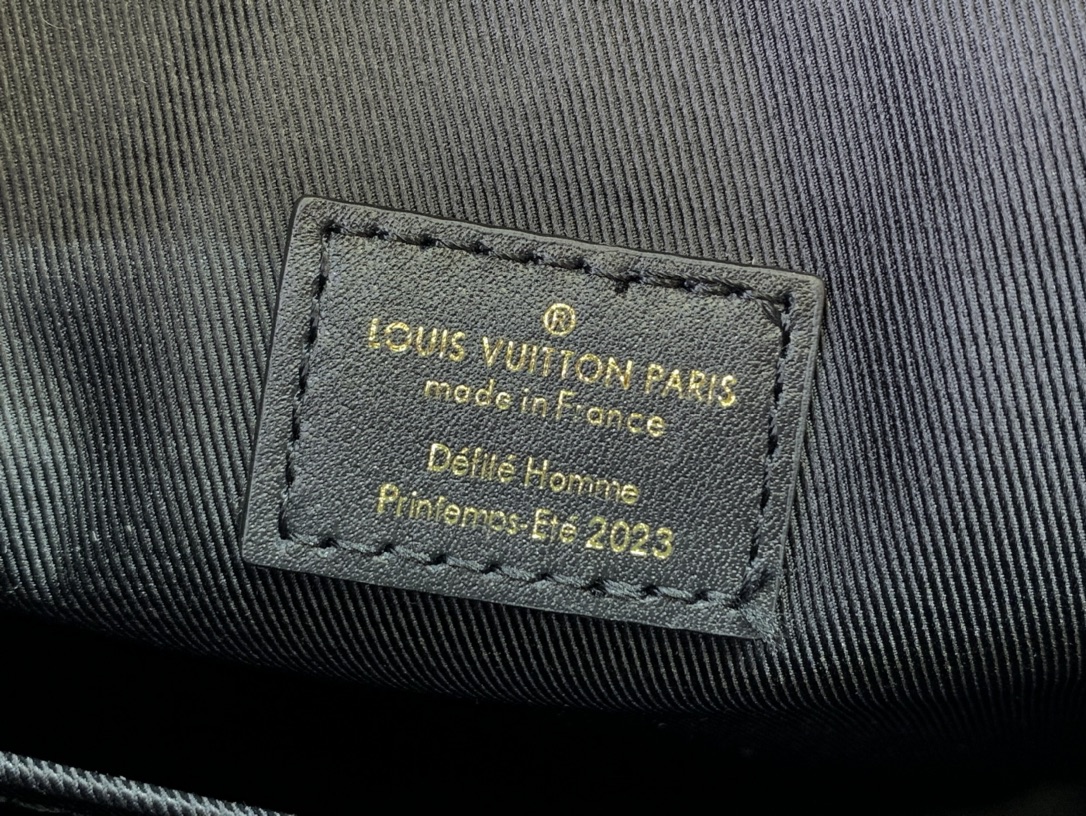 ®
LOUIS VUITTON PARIS
made in France
Défilé Homme
Printemps-Eté 2023